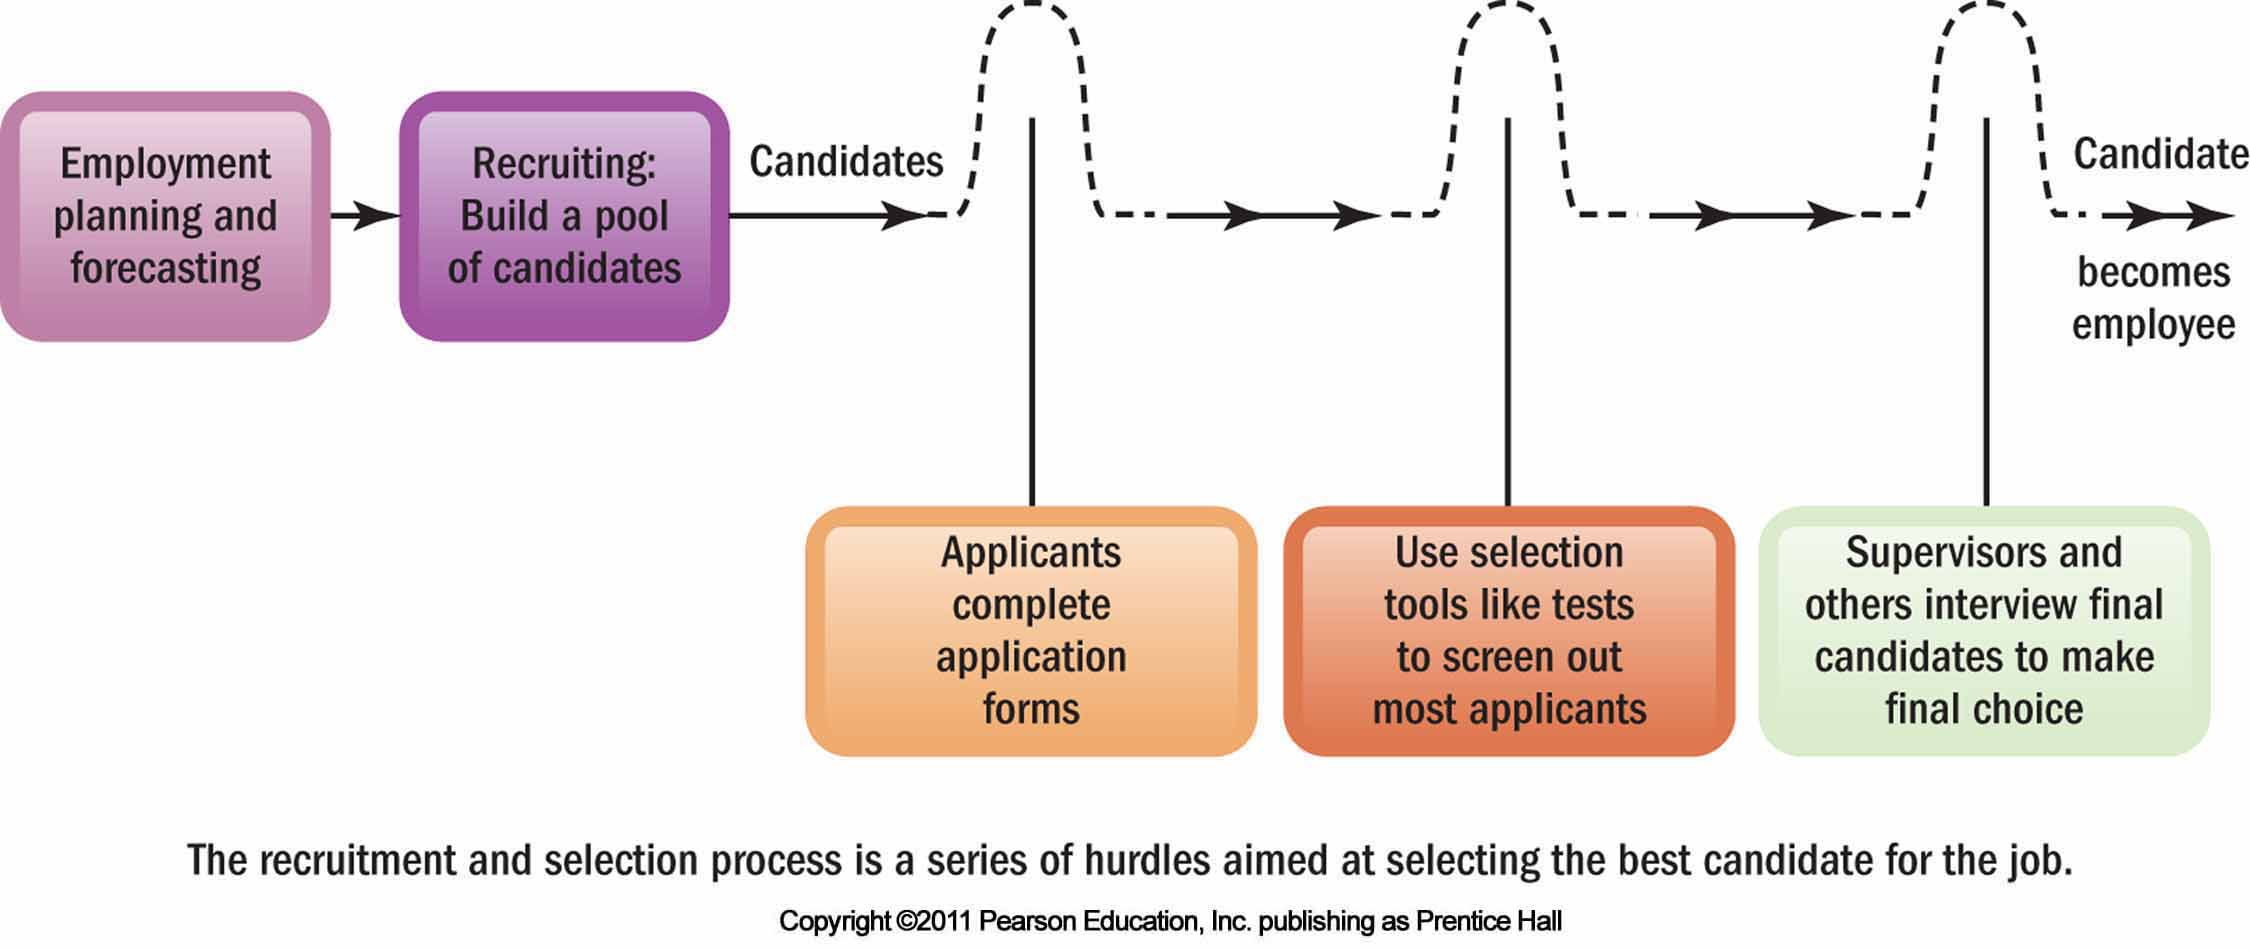 Employment
planning and
forecasting
Recruiting:
Build a pool
of candidates
Candidates
Candidate
becomes
employee
Applicants
complete
application
forms
Use selection
tools like tests
to screen out
most applicants
Supervisors and
others interview final
candidates to make
final choice
The recruitment and selection process is a series of hurdles aimed at selecting the best candidate for the job.
Copyright ©2011 Pearson Education, Inc. publishing as Prentice Hall